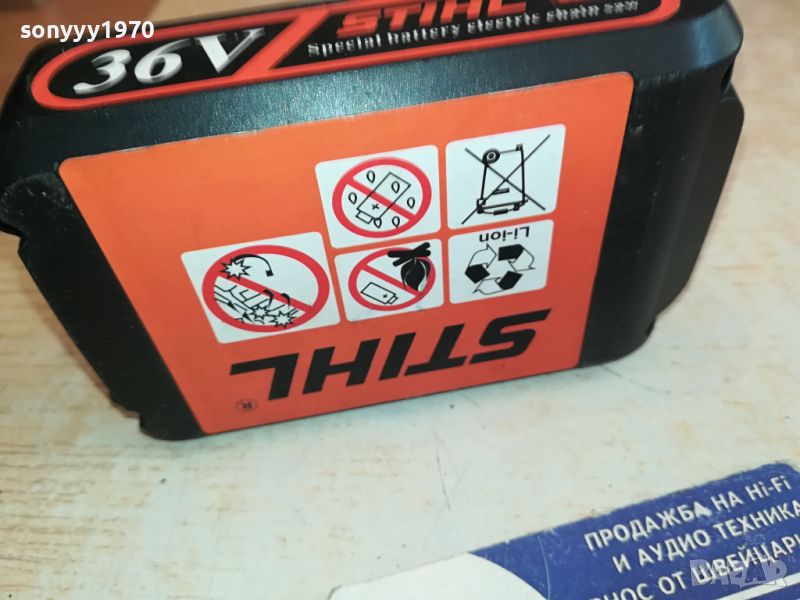 sonyyy1970
36V
STIHL
Special battery electric chain saw
Li-ion
STIHL
®
ПРОДАЖБА НА Hi-Fi
И АУДИО ТЕХНИКА
ОТ ШВЕЙЦАРИ
BAZAR